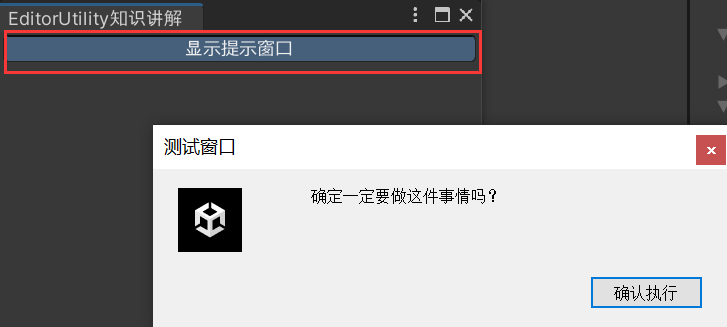 EditorUtility知识讲解
显示提示窗口
测试窗口
确定一定要做这件事情吗？
确认执行